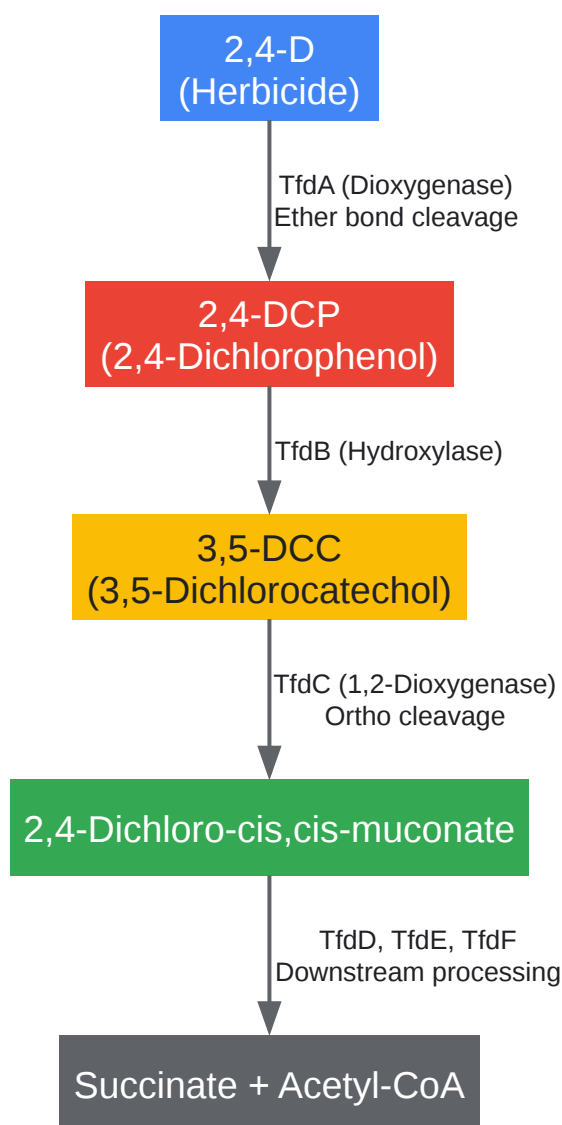 2,4-D
(Herbicide)
TfdA (Dioxygenase)
Ether bond cleavage
2,4-DCP
(2,4-Dichlorophenol)
TfdB (Hydroxylase)
3,5-DCC
(3,5-Dichlorocatechol)
TfdC (1,2-Dioxygenase)
Ortho cleavage
2,4-Dichloro-cis,cis-muconate
TfdD, TfdE, TfdF
Downstream processing
Succinate + Acetyl-CoA